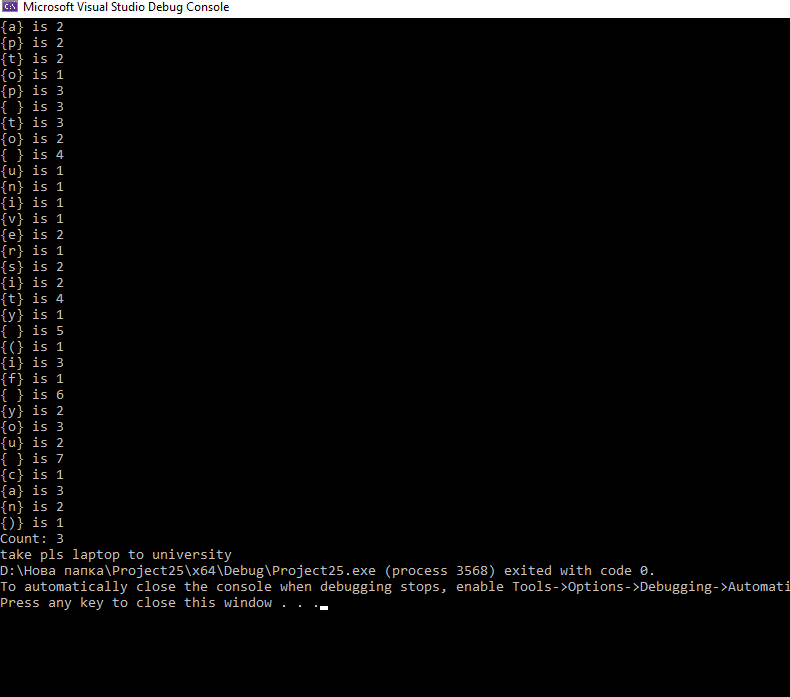 Microsoft Visual Studio Debug Console
{a} is 2
{p} is 2
{t} is 2
{o} is 1
{p} is 3
{ } is 3
{t} is 3
{o} is 2
{ } is 4
{u} is 1
{n} is 1
{i} is 1
{v} is 1
{e} is 2
{r} is 1
{s} is 2
{i} is 2
{t} is 4
{y} is 1
{ } is 5
{(} is 1
{i} is 3
{f} is 1
{ } is 6
{y} is 2
{o} is 3
{u} is 2
{ } is 7
{c} is 1
{a} is 3
{n} is 2
{)} is 1
Count: 3
take pls laptop to university
D:\Нова папка\Project25\x64\Debug\Project25.exe (process 3568) exited with code 0.
To automatically close the console when debugging stops, enable Tools->Options->Debugging->Automati
Press any key to close this window . . .